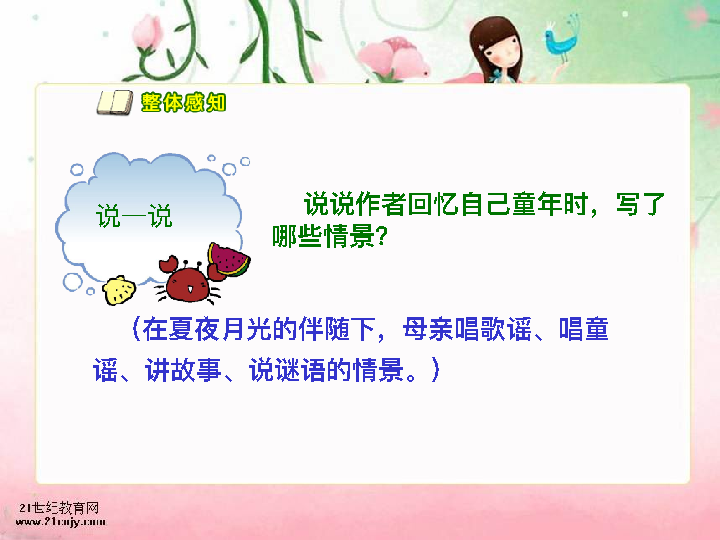 整体感知
说一说
说说作者回忆自己童年时，写了
哪些情景？
（在夏夜月光的伴随下，母亲唱歌谣、唱童
谣、讲故事、说谜语的情景。）
21世纪教育网
www.21cnjy.com